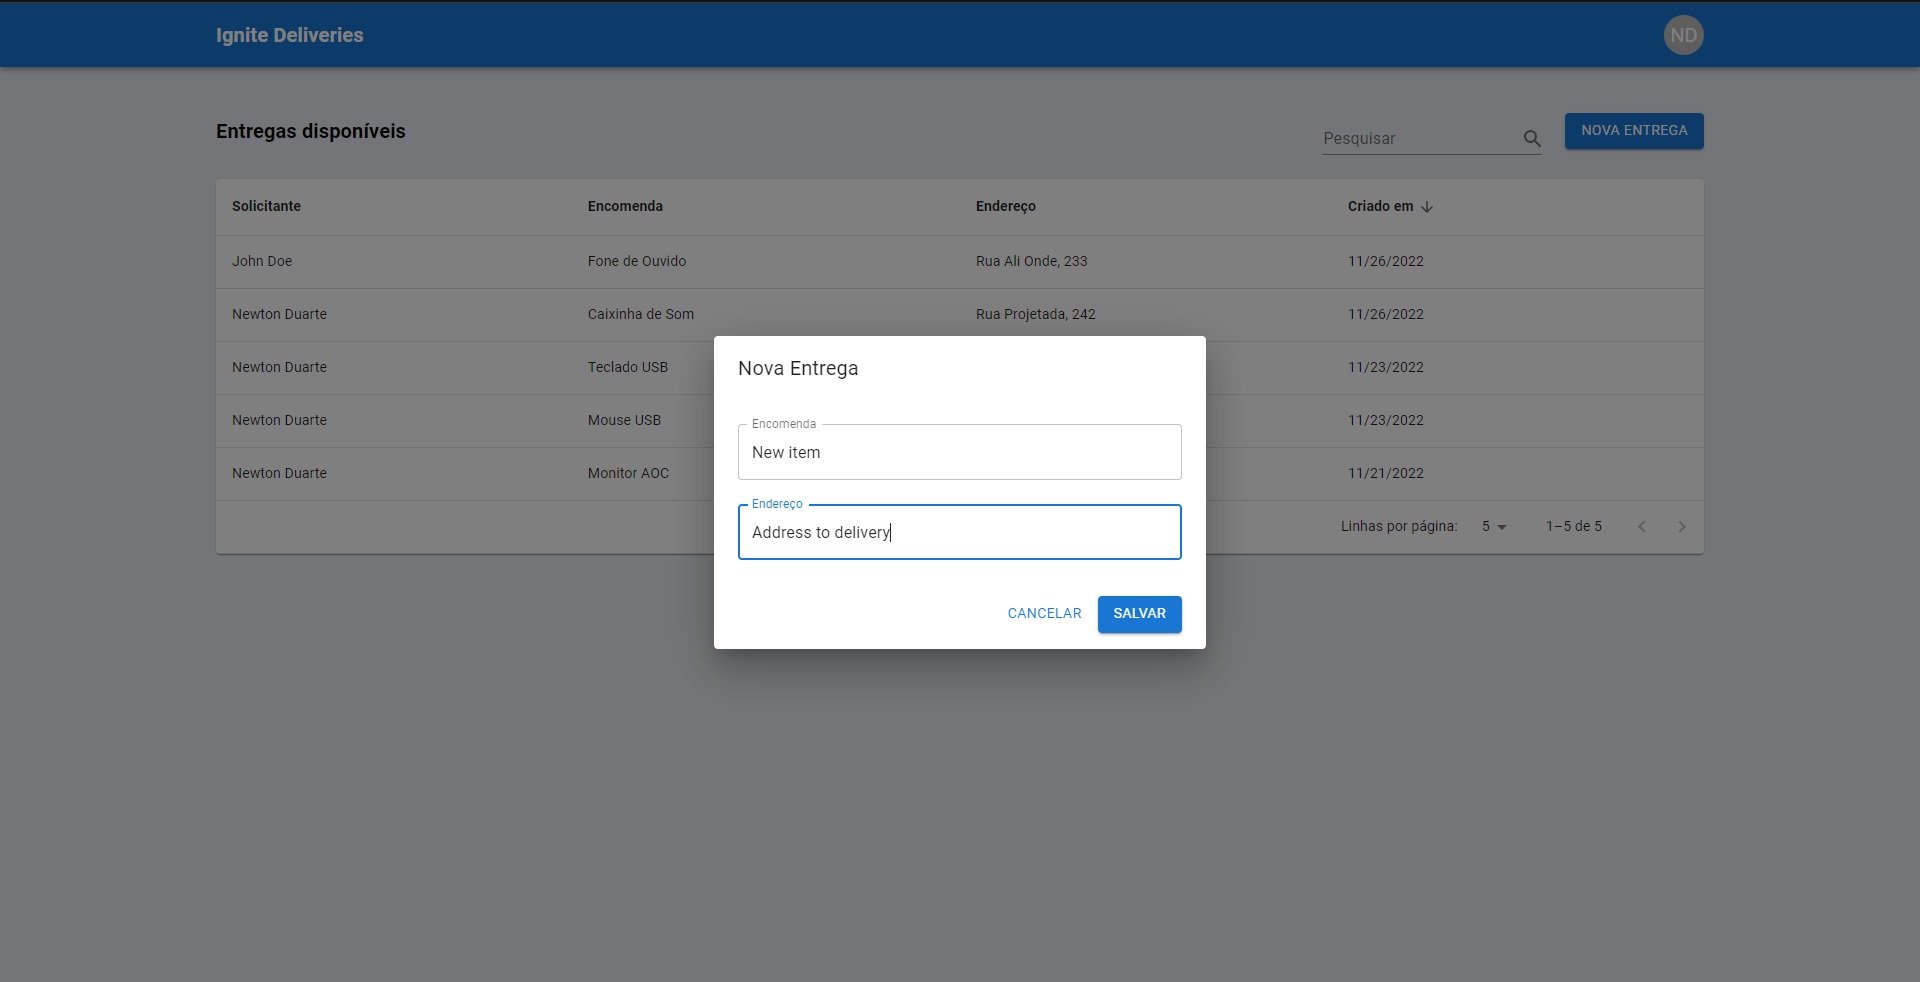 Ignite Deliveries ND
Entregas disponíveis Pesquisar NOVA ENTREGA
Solicitante Encomenda Endereço Criado em
John Doe Fone de Ouvido Rua Ali Onde, 233 11/26/2022
Newton Duarte Caixinha de Som Rua Projetada, 242 11/26/2022
Newton Duarte Teclado USB 11/23/2022
Newton Duarte Mouse USB 11/23/2022
Newton Duarte Monitor AOC 11/21/2022
Linhas por página: 5 1–5 de 5
Nova Entrega
Encomenda
New item
Endereço
Address to delivery
CANCELAR SALVAR